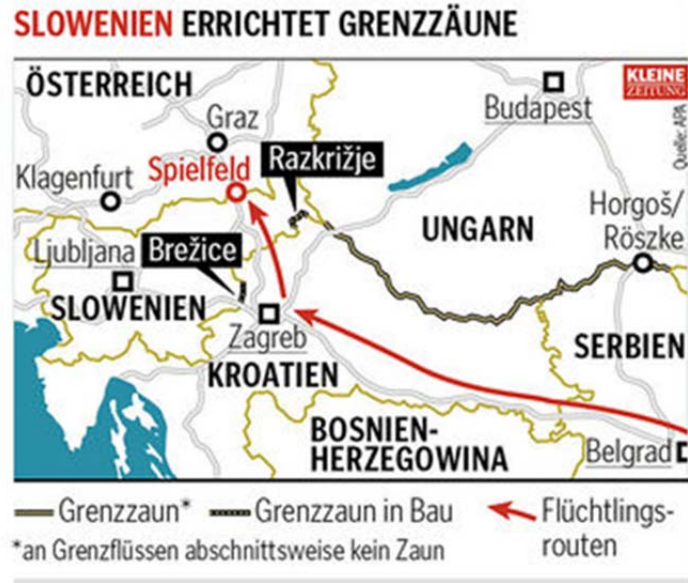 SLOWENIEN ERRICHTET GRENZZÄUNE
ÖSTERREICH
KLEINE
ZEITUNG
Budapest
Quelle: APA
Graz
Razkrižje
Spielfeld
Klagenfurt
Horgoš/
Röszke
UNGARN
Ljubljana
Brežice
SLOWENIEN
Zagreb
SERBIEN
KROATIEN
BOSNIEN-
HERZEGOWINA
Belgrad
Grenzzaun* Grenzzaun in Bau Flüchtlings-
routen
*an Grenzflüssen abschnittsweise kein Zaun